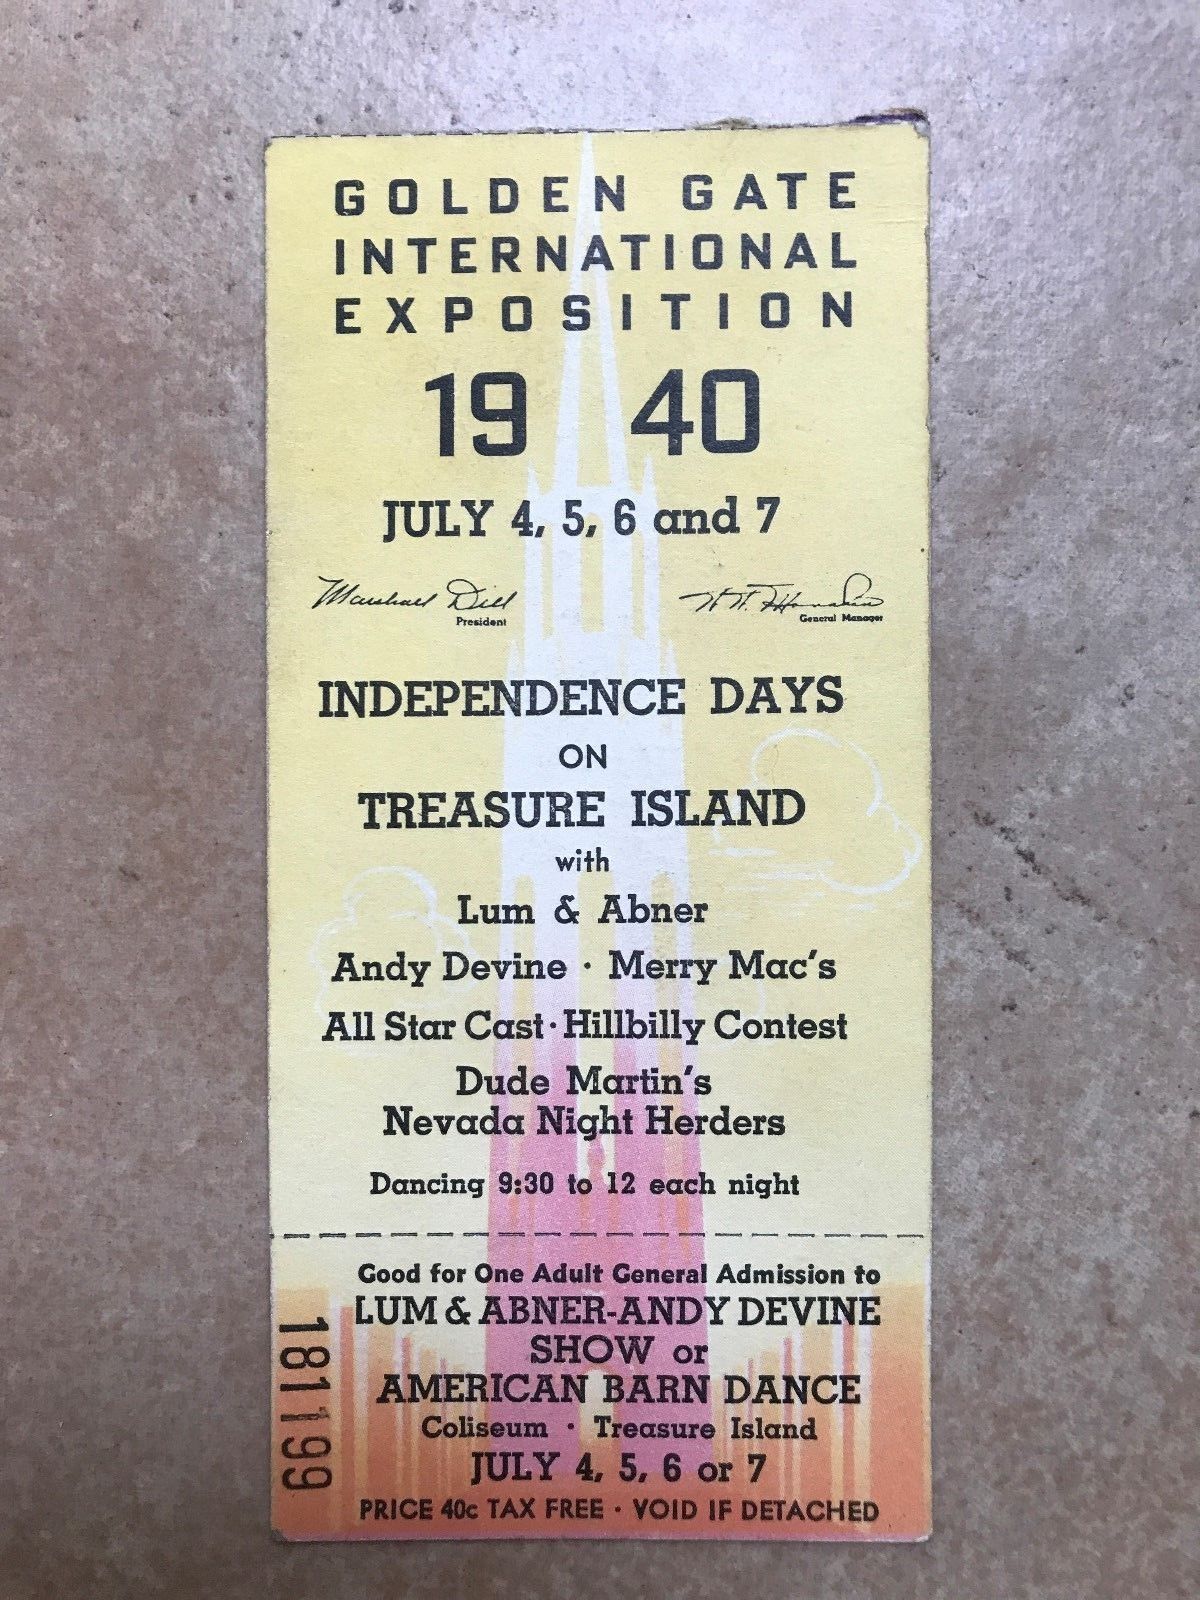 GOLDEN GATE
INTERNATIONAL
EXPOSITION
19 40
JULY 4, 5, 6 and 7
Marshall Dill
President
General Manager
INDEPENDENCE DAYS
ON
TREASURE ISLAND
with
Lum & Abner
Andy Devine · Merry Mac's
All Star Cast · Hillbilly Contest
Dude Martin's
Nevada Night Herders
Dancing 9:30 to 12 each night
Good for One Adult General Admission to
LUM & ABNER-ANDY DEVINE
SHOW or
AMERICAN BARN DANCE
Coliseum · Treasure Island
JULY 4, 5, 6 or 7
PRICE 40c TAX FREE · VOID IF DETACHED
181199